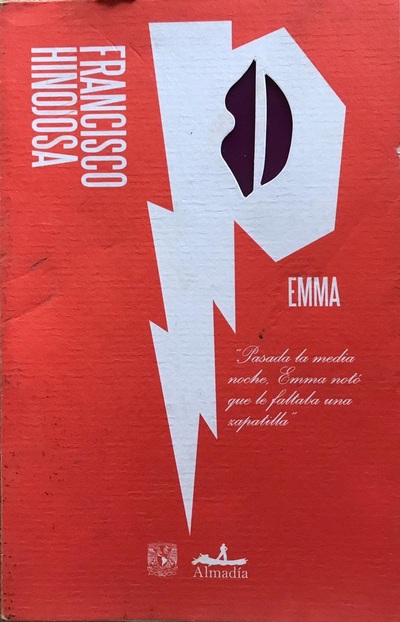 FRANCISCO
HINOJOSA
P
EMMA
"Pasada la media
noche, Emma notó
que le faltaba una
zapatilla"
Almadía